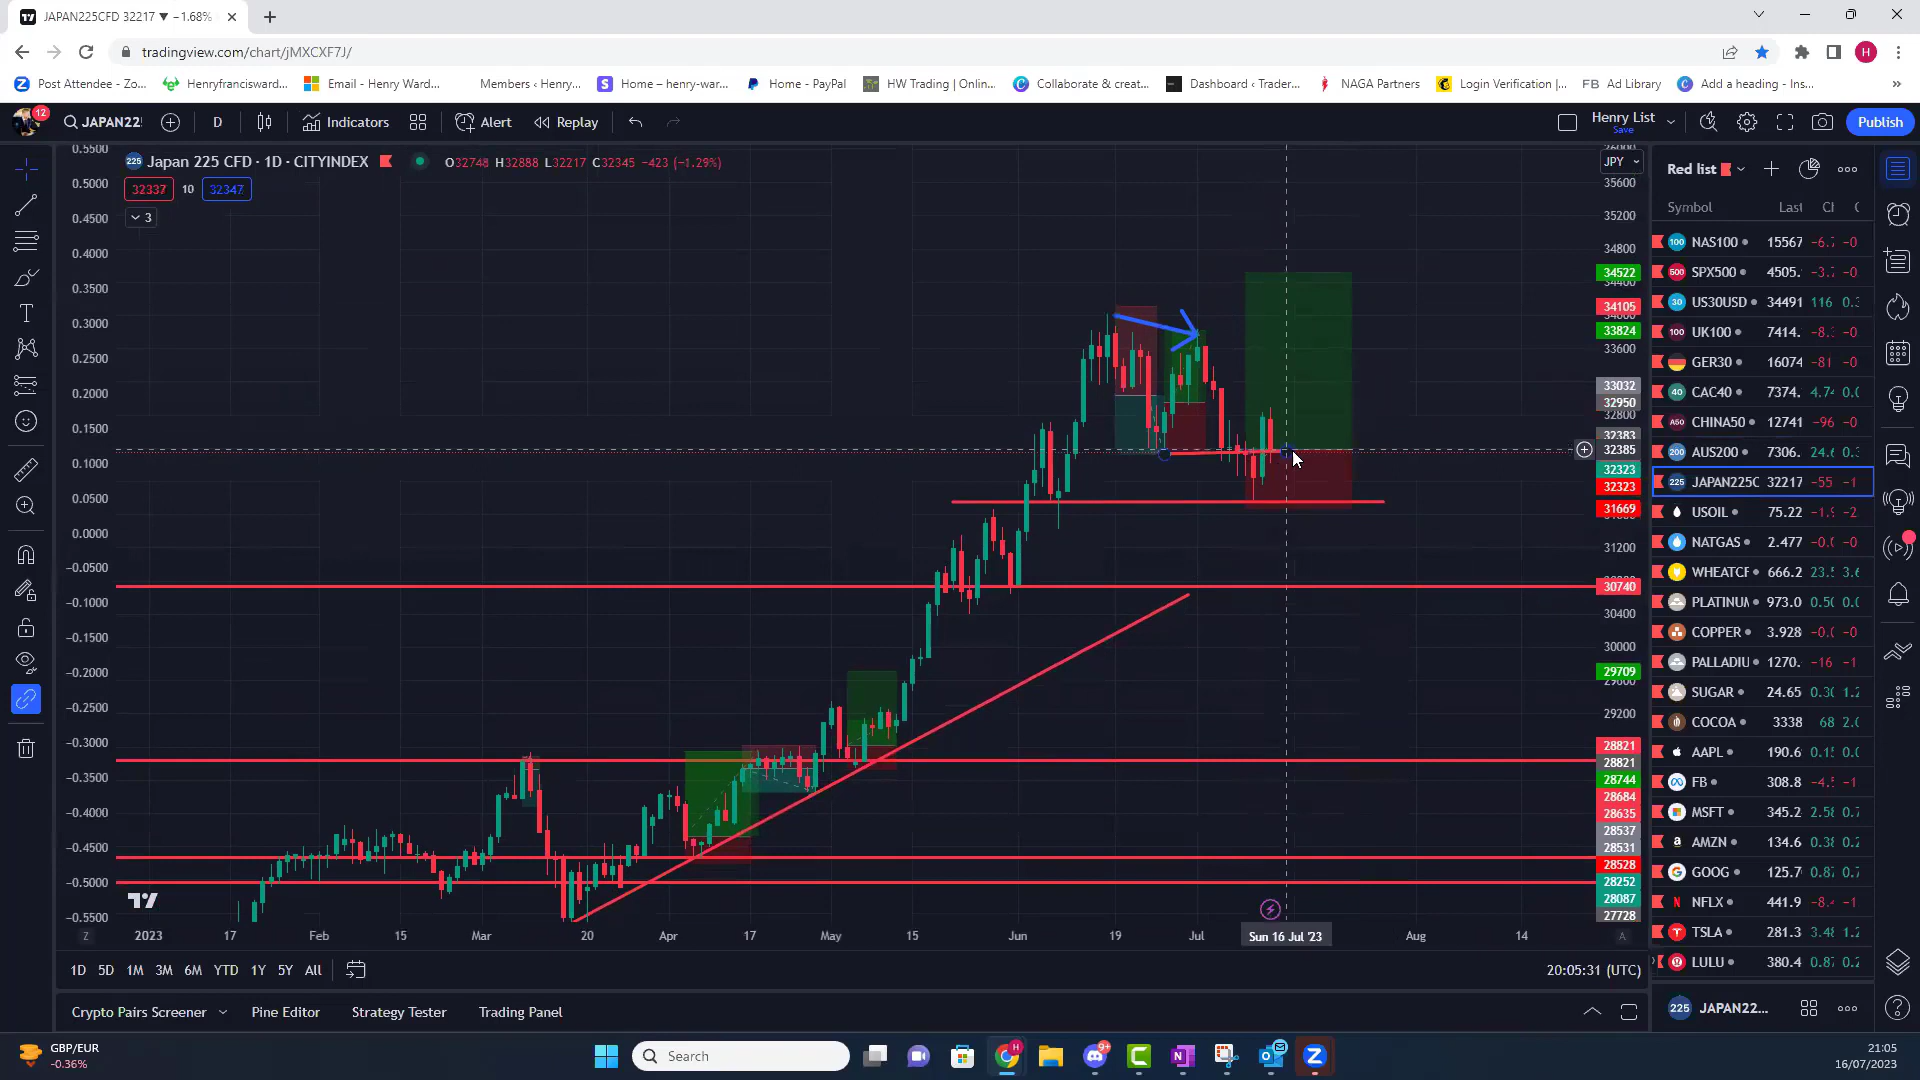 JAPAN225CFD 32217 ▼ −1.68%
tradingview.com/chart/jMXCXF7J/
H
Post Attendee - Zo...
Henryfrancisward...
Email - Henry Ward...
Members ‹ Henry...
Home – henry-war...
Home - PayPal
HW Trading | Onlin...
Collaborate & creat...
Dashboard ‹ Trader...
NAGA Partners
Login Verification |...
FB Ad Library
Add a heading - Ins...
12
JAPAN22
D
Indicators
Alert
Replay
Henry List
Save
Publish
Japan 225 CFD · 1D · CITYINDEX
O32748 H32888 L32217 C32345 −423 (−1.29%)
32337 10 32347
3
0.5500
0.5000
0.4500
0.4000
0.3500
0.3000
0.2500
0.2000
0.1500
0.1000
0.0500
0.0000
−0.0500
−0.1000
−0.1500
−0.2000
−0.2500
−0.3000
−0.3500
−0.4000
−0.4500
−0.5000
−0.5500
JPY
35600
35200
34800
34522
34400
34105
33824
33600
33032
32950
32800
32383
32385
32323
32323
31669
31200
30740
30400
30000
29709
29200
28821
28821
28744
28684
28635
28537
28531
28528
28252
28087
27728
Z
2023
17
Feb
15
Mar
20
Apr
17
May
15
Jun
19
Jul
Sun 16 Jul '23
Aug
14
A
1D 5D 1M 3M 6M YTD 1Y 5Y All
20:05:31 (UTC)
Crypto Pairs Screener
Pine Editor
Strategy Tester
Trading Panel
Red list
Symbol Last
NAS100 15567
SPX500 4505.
US30USD 34491 116
UK100 7414.
GER30 16074 −81
CAC40 7374.
CHINA50 12741 −96
AUS200 7306.
JAPAN225C 32217 −55
USOIL 75.22
NATGAS 2.477
WHEATCF 666.2
PLATINUM 973.0
COPPER 3.928
PALLADIU 1270. −16
SUGAR 24.65
COCOA 3338 68
AAPL 190.6
FB 308.8
MSFT 345.2
AMZN 134.6
GOOG 125.7
NFLX 441.9
TSLA 281.3
LULU 380.4
JAPAN22...
GBP/EUR
-0.36%
Search
21:05
16/07/2023